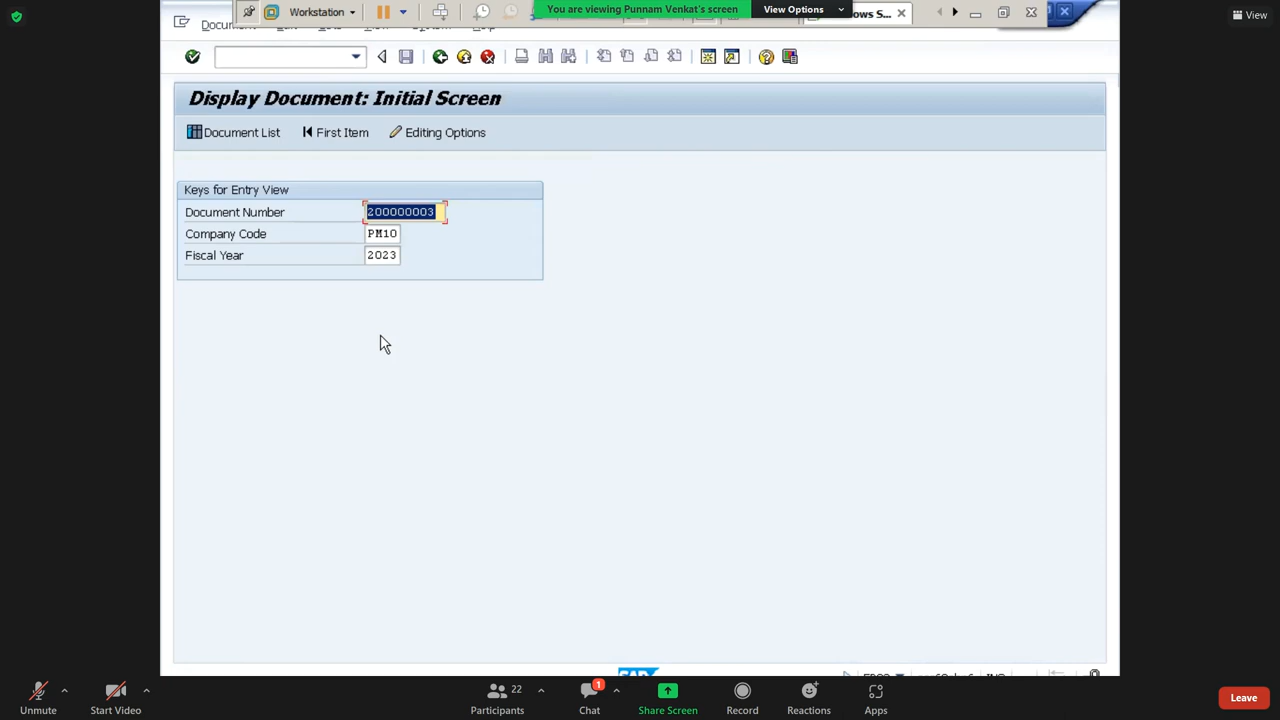 You are viewing Punnam Venkat's screen
View Options
Workstation
ows S...
View
Display Document: Initial Screen
Document List
First Item
Editing Options
Keys for Entry View
Document Number 200000003
Company Code PM10
Fiscal Year 2023
Unmute
Start Video
22
Participants
1
Chat
Share Screen
Record
Reactions
Apps
Leave